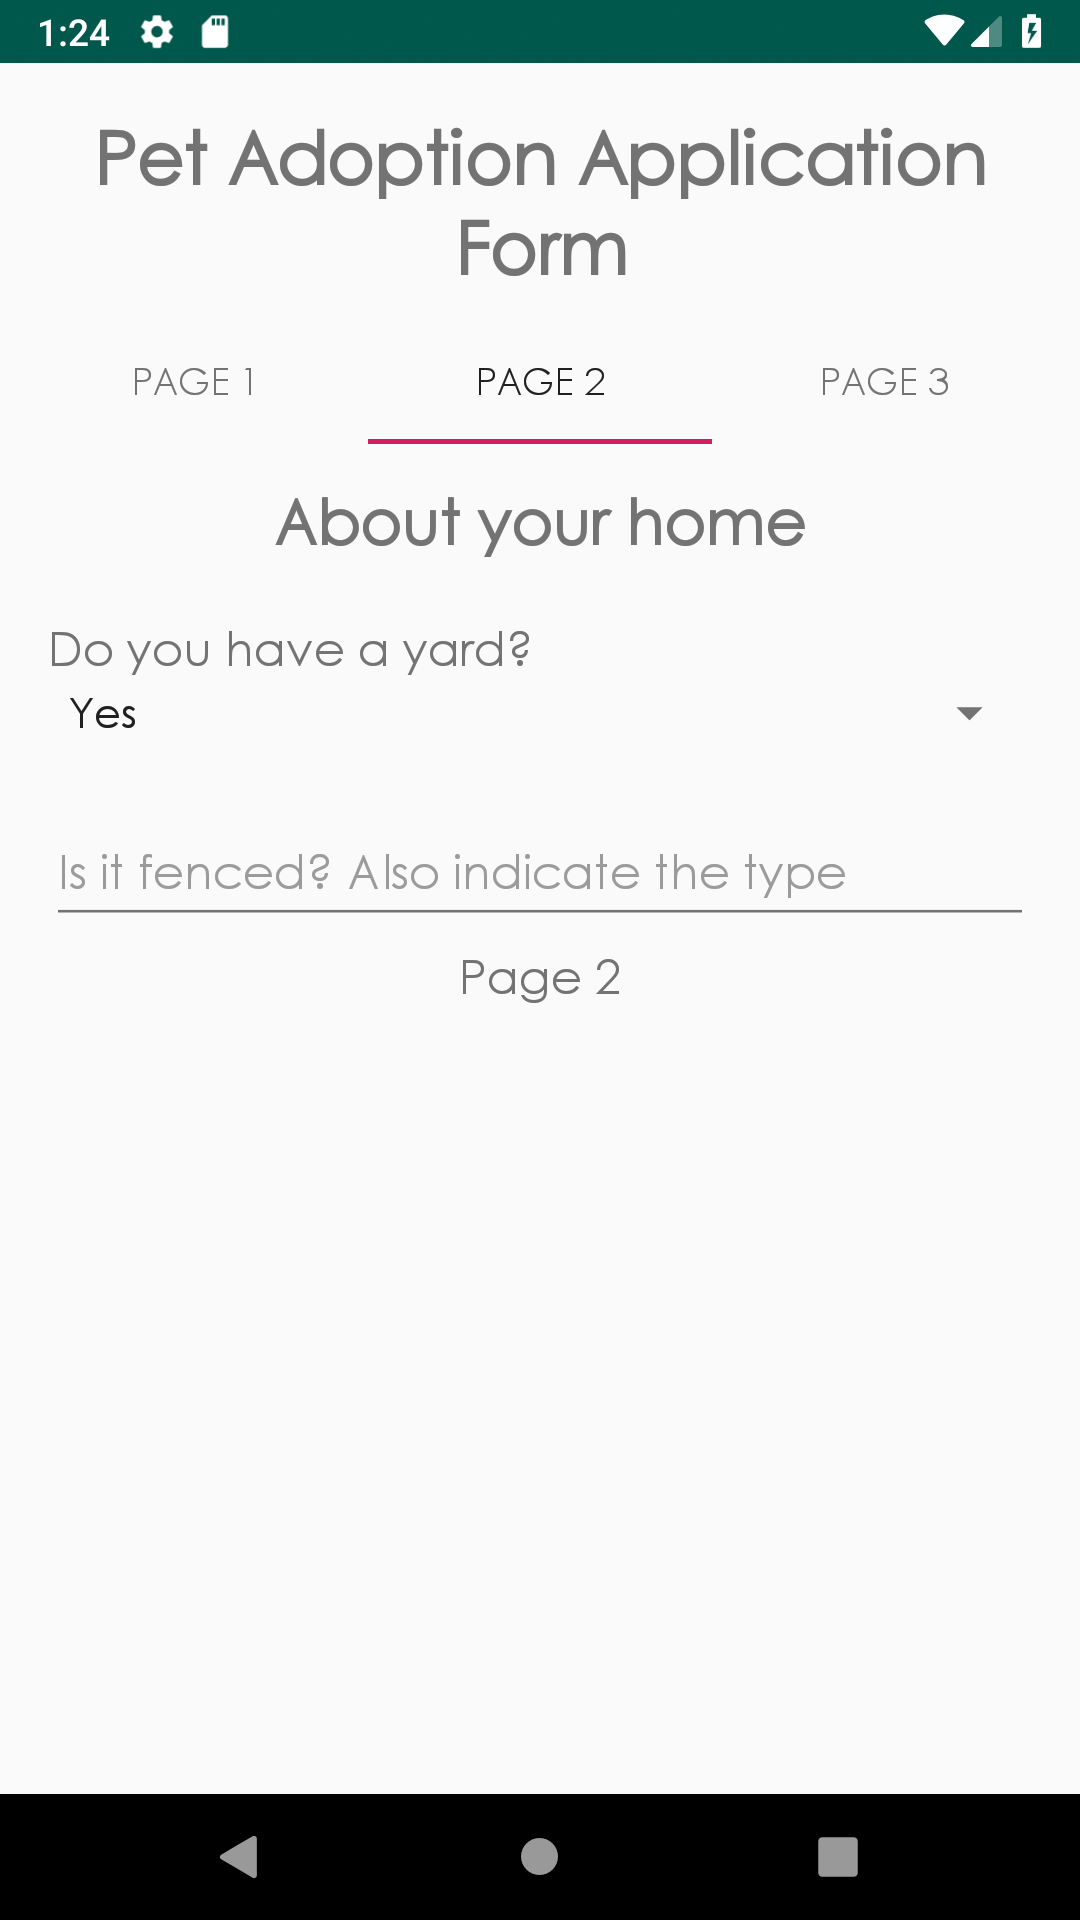 1:24
Pet Adoption Application
Form
PAGE 1
PAGE 2
PAGE 3
About your home
Do you have a yard?
Yes
Is it fenced? Also indicate the type
Page 2